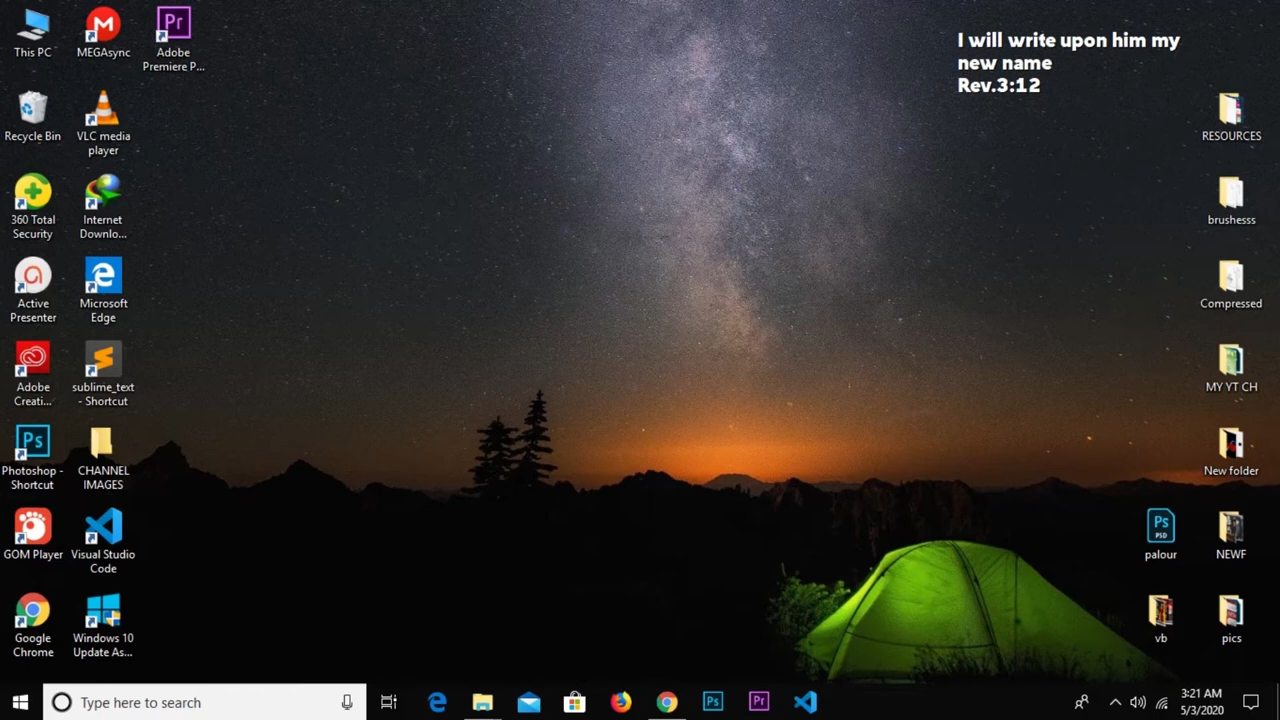 This PC
MEGAsync
Adobe
Premiere P...
I will write upon him my
new name
Rev.3:12
Recycle Bin
VLC media
player
RESOURCES
360 Total
Security
Internet
Downlo...
brushesss
Active
Presenter
Microsoft
Edge
Compressed
Adobe
Creati...
sublime_text
- Shortcut
MY YT CH
Photoshop -
Shortcut
CHANNEL
IMAGES
New folder
GOM Player
Visual Studio
Code
palour
NEWF
Google
Chrome
Windows 10
Update As...
vb
pics
Type here to search
3:21 AM
5/3/2020